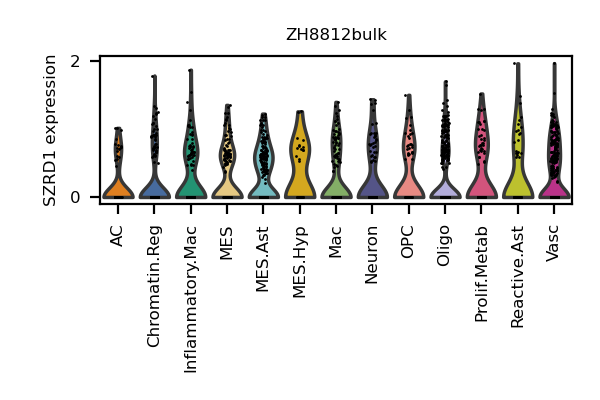 ZH8812bulk
SZRD1 expression
2
0
AC
Chromatin.Reg
Inflammatory.Mac
MES
MES.Ast
MES.Hyp
Mac
Neuron
OPC
Oligo
Prolif.Metab
Reactive.Ast
Vasc